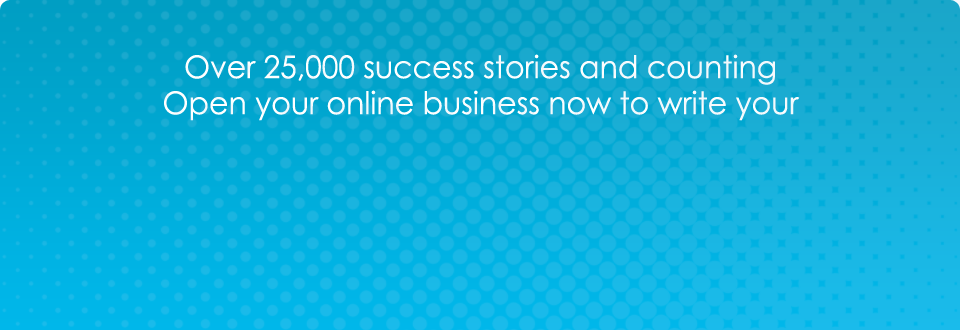 Over 25,000 success stories and counting
Open your online business now to write your